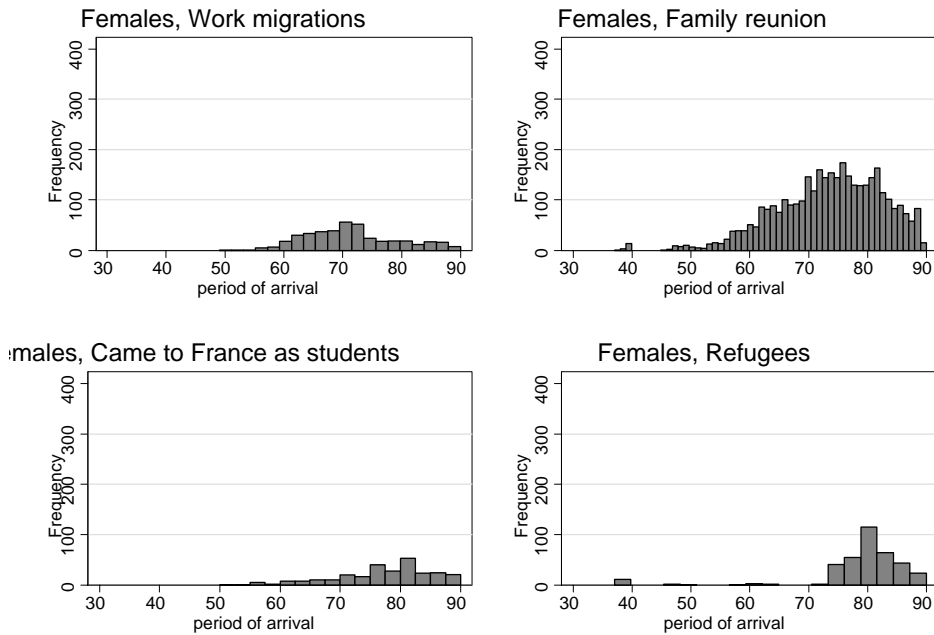 Females, Work migrations
Frequency
0 100 200 300 400
30 40 50 60 70 80 90
period of arrival
Females, Family reunion
Frequency
0 100 200 300 400
30 40 50 60 70 80 90
period of arrival
emales, Came to France as students
Frequency
0 100 200 300 400
30 40 50 60 70 80 90
period of arrival
Females, Refugees
Frequency
0 100 200 300 400
30 40 50 60 70 80 90
period of arrival